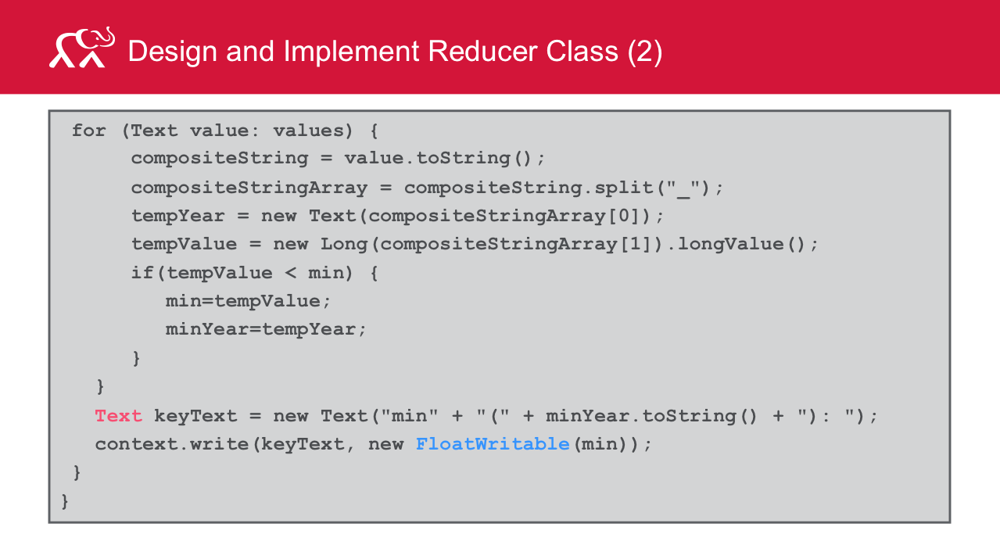 Design and Implement Reducer Class (2)
for (Text value: values) {
compositeString = value.toString();
compositeStringArray = compositeString.split("_");
tempYear = new Text(compositeStringArray[0]);
tempValue = new Long(compositeStringArray[1]).longValue();
if(tempValue < min) {
min=tempValue;
minYear=tempYear;
}
}
Text keyText = new Text("min" + "(" + minYear.toString() + "): ");
context.write(keyText, new FloatWritable(min));
}
}